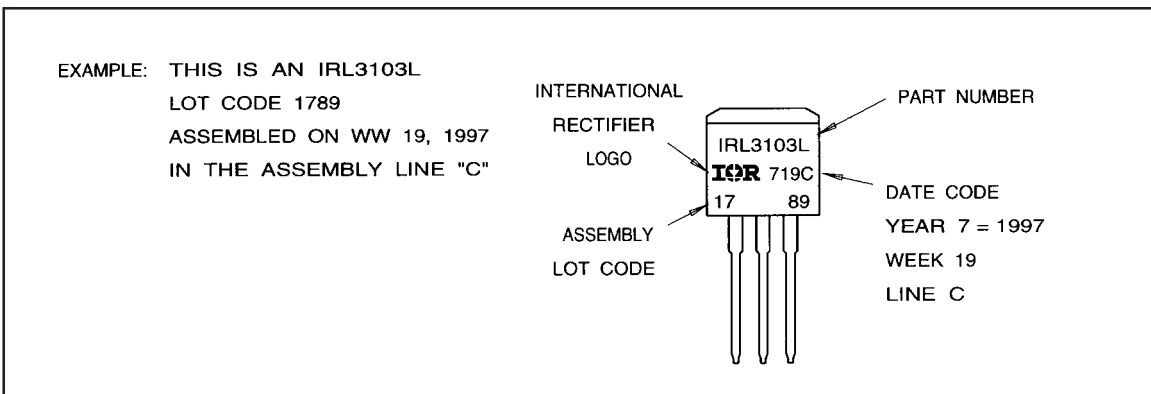 EXAMPLE: THIS IS AN IRL3103L
LOT CODE 1789
ASSEMBLED ON WW 19, 1997
IN THE ASSEMBLY LINE "C"
INTERNATIONAL
RECTIFIER
LOGO
ASSEMBLY
LOT CODE
IRL3103L
IOR 719C
17 89
PART NUMBER
DATE CODE
YEAR 7 = 1997
WEEK 19
LINE C